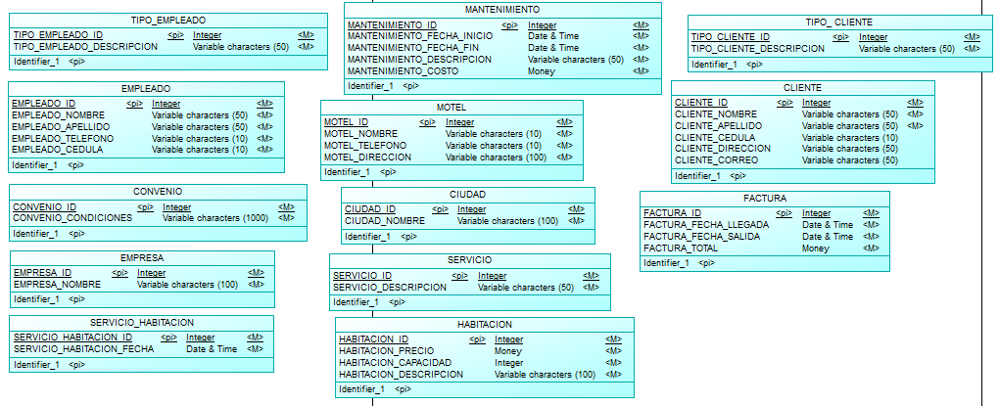 TIPO_EMPLEADO
TIPO_EMPLEADO_ID <pi> Integer <M>
TIPO_EMPLEADO_DESCRIPCION Variable characters (50) <M>
Identifier_1 <pi>
EMPLEADO
EMPLEADO_ID <pi> Integer <M>
EMPLEADO_NOMBRE Variable characters (50) <M>
EMPLEADO_APELLIDO Variable characters (50) <M>
EMPLEADO_TELEFONO Variable characters (10) <M>
EMPLEADO_CEDULA Variable characters (10) <M>
Identifier_1 <pi>
CONVENIO
CONVENIO_ID <pi> Integer <M>
CONVENIO_CONDICIONES Variable characters (1000) <M>
Identifier_1 <pi>
EMPRESA
EMPRESA_ID <pi> Integer <M>
EMPRESA_NOMBRE Variable characters (100) <M>
Identifier_1 <pi>
SERVICIO_HABITACION
SERVICIO_HABITACION_ID <pi> Integer <M>
SERVICIO_HABITACION_FECHA Date & Time <M>
Identifier_1 <pi>
MANTENIMIENTO
MANTENIMIENTO_ID <pi> Integer <M>
MANTENIMIENTO_FECHA_INICIO Date & Time <M>
MANTENIMIENTO_FECHA_FIN Date & Time <M>
MANTENIMIENTO_DESCRIPCION Variable characters (50) <M>
MANTENIMIENTO_COSTO Money <M>
Identifier_1 <pi>
MOTEL
MOTEL_ID <pi> Integer <M>
MOTEL_NOMBRE Variable characters (10) <M>
MOTEL_TELEFONO Variable characters (10) <M>
MOTEL_DIRECCION Variable characters (100) <M>
Identifier_1 <pi>
CIUDAD
CIUDAD_ID <pi> Integer <M>
CIUDAD_NOMBRE Variable characters (100) <M>
Identifier_1 <pi>
SERVICIO
SERVICIO_ID <pi> Integer <M>
SERVICIO_DESCRIPCION Variable characters (50) <M>
Identifier_1 <pi>
HABITACION
HABITACION_ID <pi> Integer <M>
HABITACION_PRECIO Money <M>
HABITACION_CAPACIDAD Integer <M>
HABITACION_DESCRIPCION Variable characters (100) <M>
Identifier_1 <pi>
TIPO_ CLIENTE
TIPO_CLIENTE_ID <pi> Integer <M>
TIPO_CLIENTE_DESCRIPCION Variable characters (50) <M>
Identifier_1 <pi>
CLIENTE
CLIENTE_ID <pi> Integer <M>
CLIENTE_NOMBRE Variable characters (50) <M>
CLIENTE_APELLIDO Variable characters (50) <M>
CLIENTE_CEDULA Variable characters (10)
CLIENTE_DIRECCION Variable characters (50)
CLIENTE_CORREO Variable characters (50)
Identifier_1 <pi>
FACTURA
FACTURA_ID <pi> Integer <M>
FACTURA_FECHA_LLEGADA Date & Time <M>
FACTURA_FECHA_SALIDA Date & Time <M>
FACTURA_TOTAL Money <M>
Identifier_1 <pi>